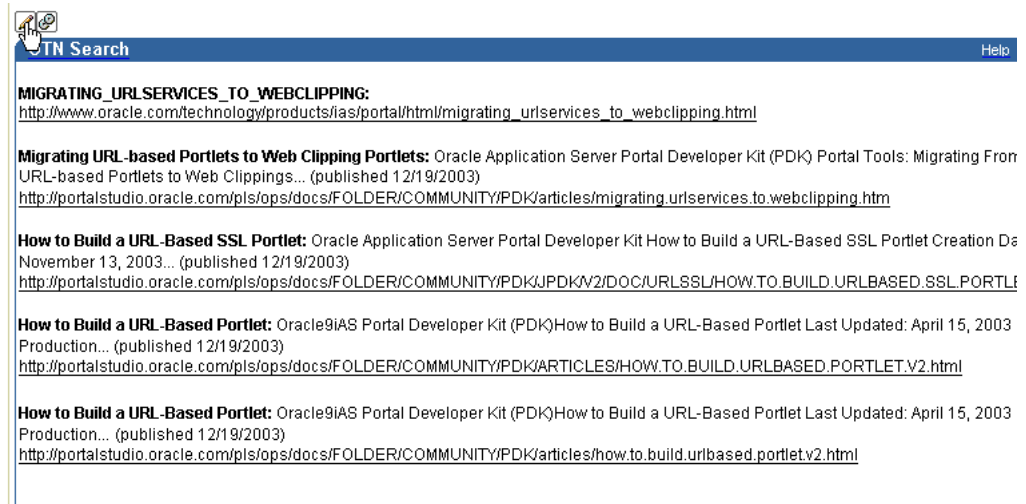 OTN Search
Help
MIGRATING_URLSERVICES_TO_WEBCLIPPING:
http://www.oracle.com/technology/products/ias/portal/html/migrating_urlservices_to_webclipping.html
Migrating URL-based Portlets to Web Clipping Portlets: Oracle Application Server Portal Developer Kit (PDK) Portal Tools: Migrating From
URL-based Portlets to Web Clippings... (published 12/19/2003)
http://portalstudio.oracle.com/pls/ops/docs/FOLDER/COMMUNITY/PDK/articles/migrating.urlservices.to.webclipping.htm
How to Build a URL-Based SSL Portlet: Oracle Application Server Portal Developer Kit How to Build a URL-Based SSL Portlet Creation Da
November 13, 2003... (published 12/19/2003)
http://portalstudio.oracle.com/pls/ops/docs/FOLDER/COMMUNITY/PDK/JPDK/V2/DOC/URLSSL/HOW.TO.BUILD.URLBASED.SSL.PORTLE
How to Build a URL-Based Portlet: Oracle9iAS Portal Developer Kit (PDK)How to Build a URL-Based Portlet Last Updated: April 15, 2003
Production... (published 12/19/2003)
http://portalstudio.oracle.com/pls/ops/docs/FOLDER/COMMUNITY/PDK/ARTICLES/HOW.TO.BUILD.URLBASED.PORTLET.V2.html
How to Build a URL-Based Portlet: Oracle9iAS Portal Developer Kit (PDK)How to Build a URL-Based Portlet Last Updated: April 15, 2003
Production... (published 12/19/2003)
http://portalstudio.oracle.com/pls/ops/docs/FOLDER/COMMUNITY/PDK/articles/how.to.build.urlbased.portlet.v2.html